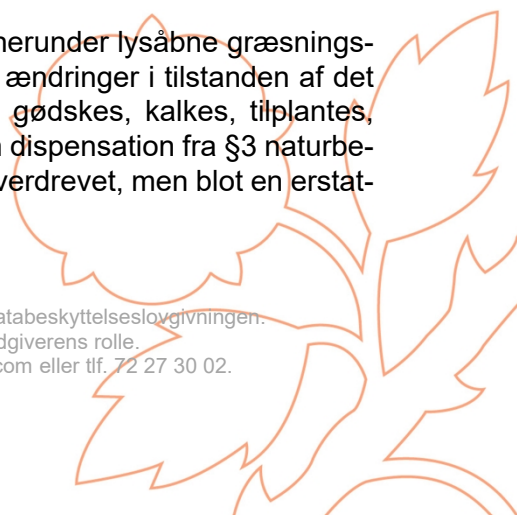 herunder lysåbne græsnings-
ændringer i tilstanden af det
gødskes, kalkes, tilplantes,
dispensation fra §3 naturbe-
verdrevet, men blot en erstat-
atabeskyttelseslovgivningen.
dgiverens rolle.
com eller tlf. 72 27 30 02.